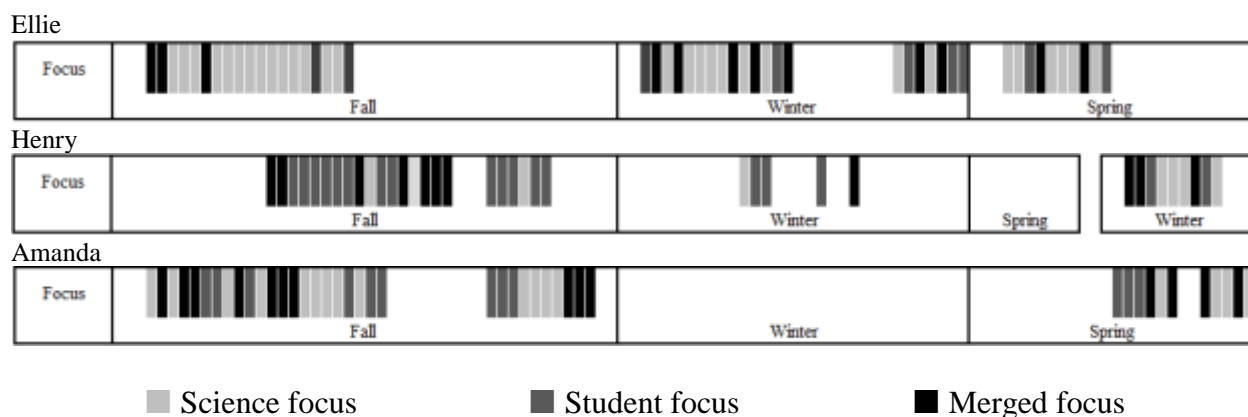 Ellie
Focus
Fall Winter Spring
Henry
Focus
Fall Winter Spring Winter
Amanda
Focus
Fall Winter Spring
Science focus Student focus Merged focus